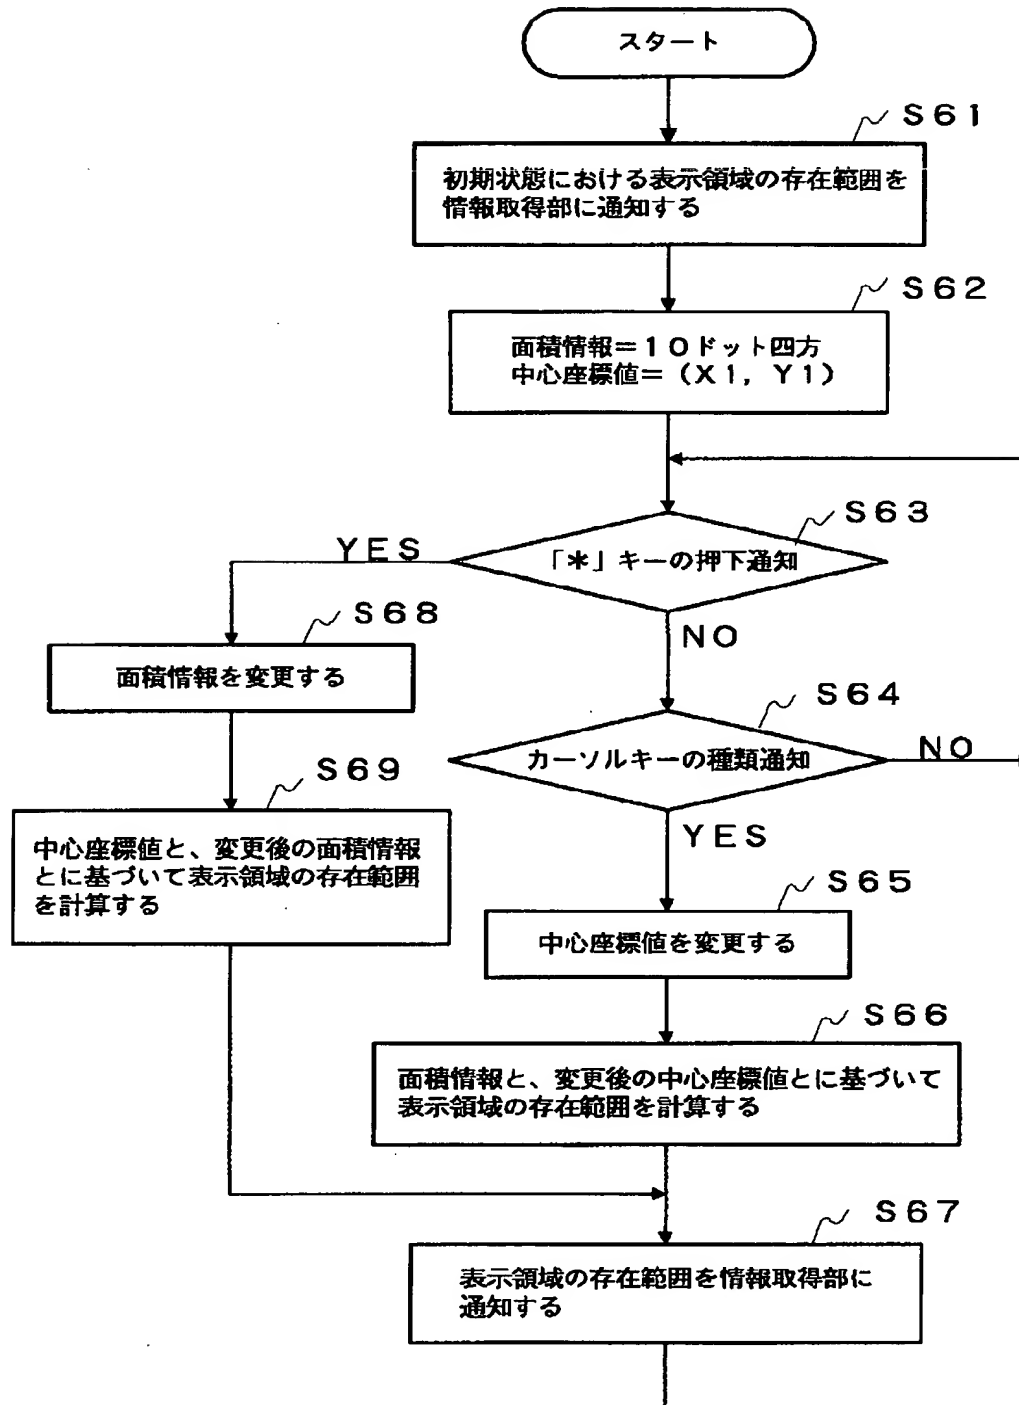 スタート
S61
初期状態における表示領域の存在範囲を
情報取得部に通知する
S62
面積情報=10ドット四方
中心座標値=(X1, Y1)
S63
「*」キーの押下通知
YES
NO
S68
面積情報を変更する
S64
カーソルキーの種類通知
NO
YES
S69
中心座標値と、変更後の面積情報
とに基づいて表示領域の存在範囲
を計算する
S65
中心座標値を変更する
S66
面積情報と、変更後の中心座標値とに基づいて
表示領域の存在範囲を計算する
S67
表示領域の存在範囲を情報取得部に
通知する